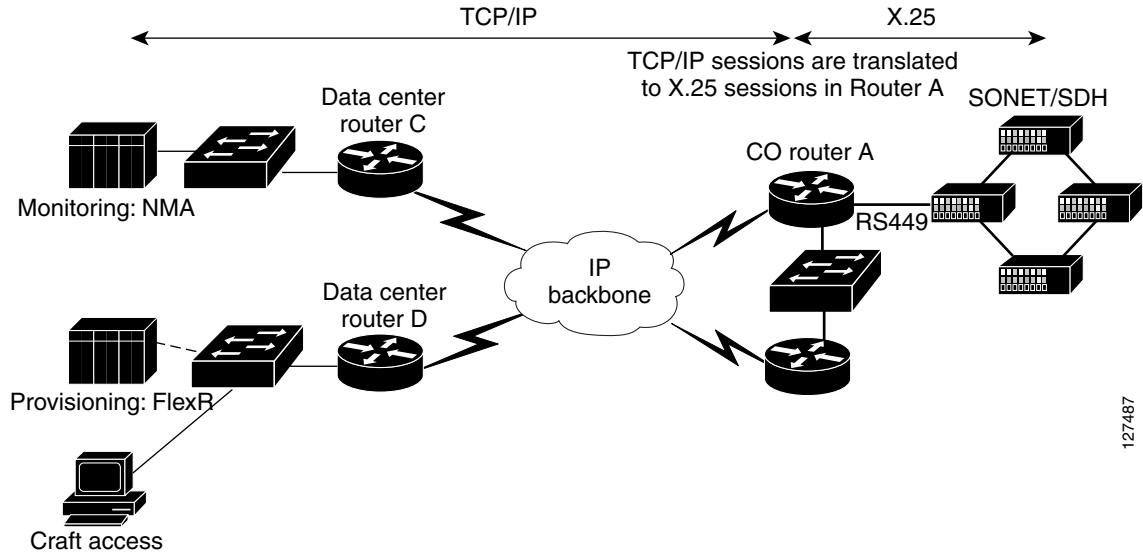 TCP/IP
X.25
TCP/IP sessions are translated
to X.25 sessions in Router A
SONET/SDH
Data center
router C
CO router A
Monitoring: NMA
RS449
IP
backbone
Data center
router D
Provisioning: FlexR
Craft access
127487